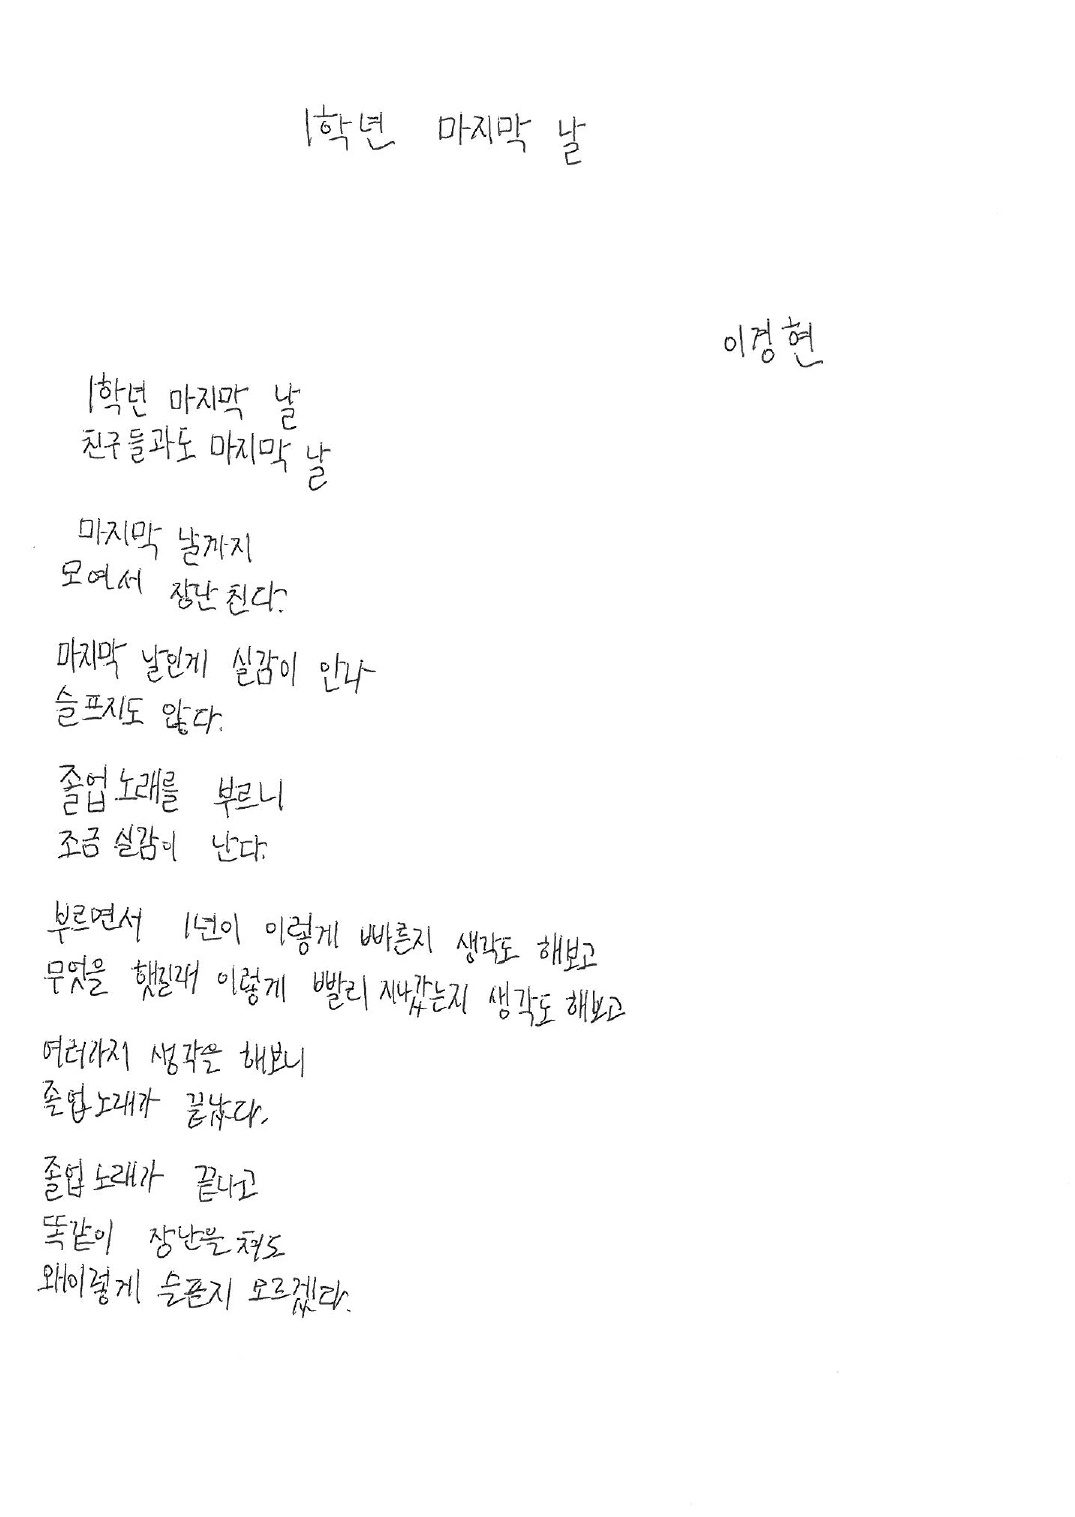 1학년 마지막 날
이경현
1학년 마지막 날
친구들과도 마지막 날
마지막 날까지
모여서 장난친다.
마지막 날인게 실감이 안나
슬프지도 않다.
졸업노래를 부르니
조금 실감이 난다.
부르면서 1년이 이렇게 빠른지 생각도 해보고
무엇을 했길래 이렇게 빨리 지나갔는지 생각도 해보고
여러가지 생각을 해보니
졸업노래가 끝났다.
졸업노래가 끝나고
똑같이 장난을 쳐도
왜이렇게 슬픈지 모르겠다.